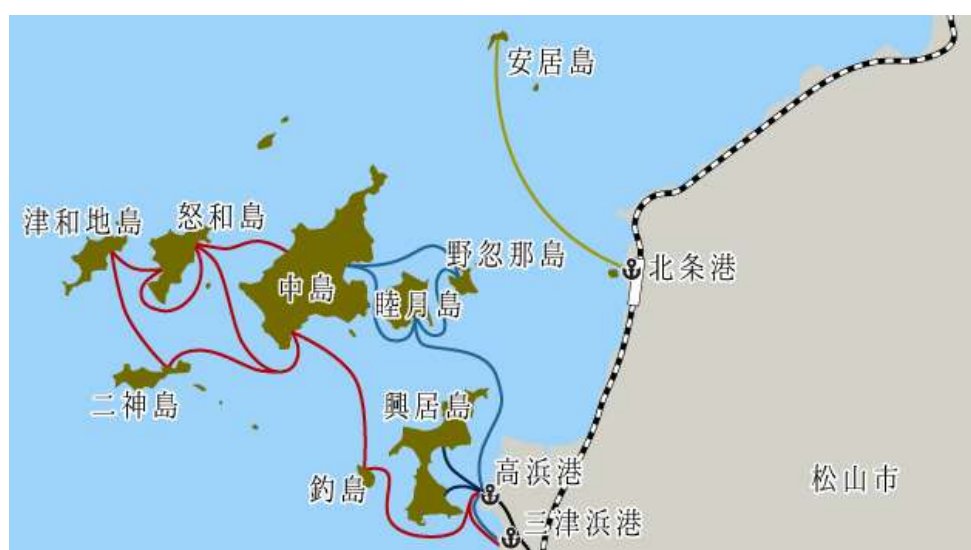 安居島
津和地島
怒和島
野忽那島
北条港
中島
睦月島
二神島
興居島
釣島
高浜港
松山市
三津浜港